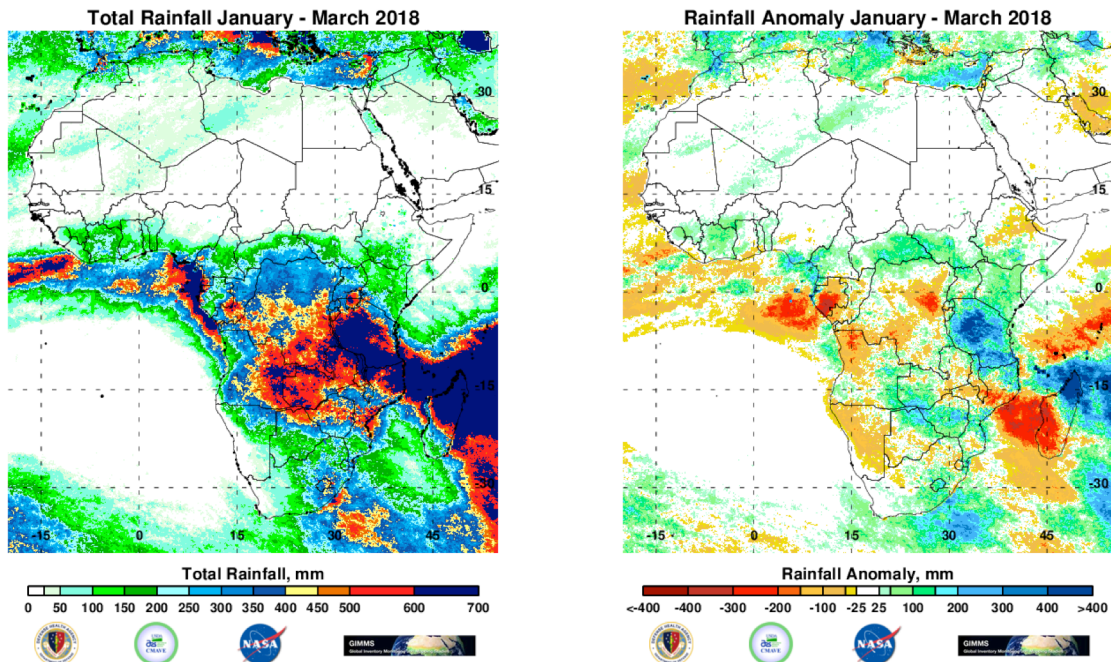 Total Rainfall January - March 2018
30
15
0
-15
-30
-15 0 15 30 45
Total Rainfall, mm
0 50 100 150 200 250 300 350 400 450 500 600 700
CMAVE
NASA
GIMMS
Rainfall Anomaly January - March 2018
30
15
0
-15
-30
-15 0 15 30 45
Rainfall Anomaly, mm
<-400 -400 -300 -200 -100 -25 25 100 200 300 400 >400
CMAVE
NASA
GIMMS